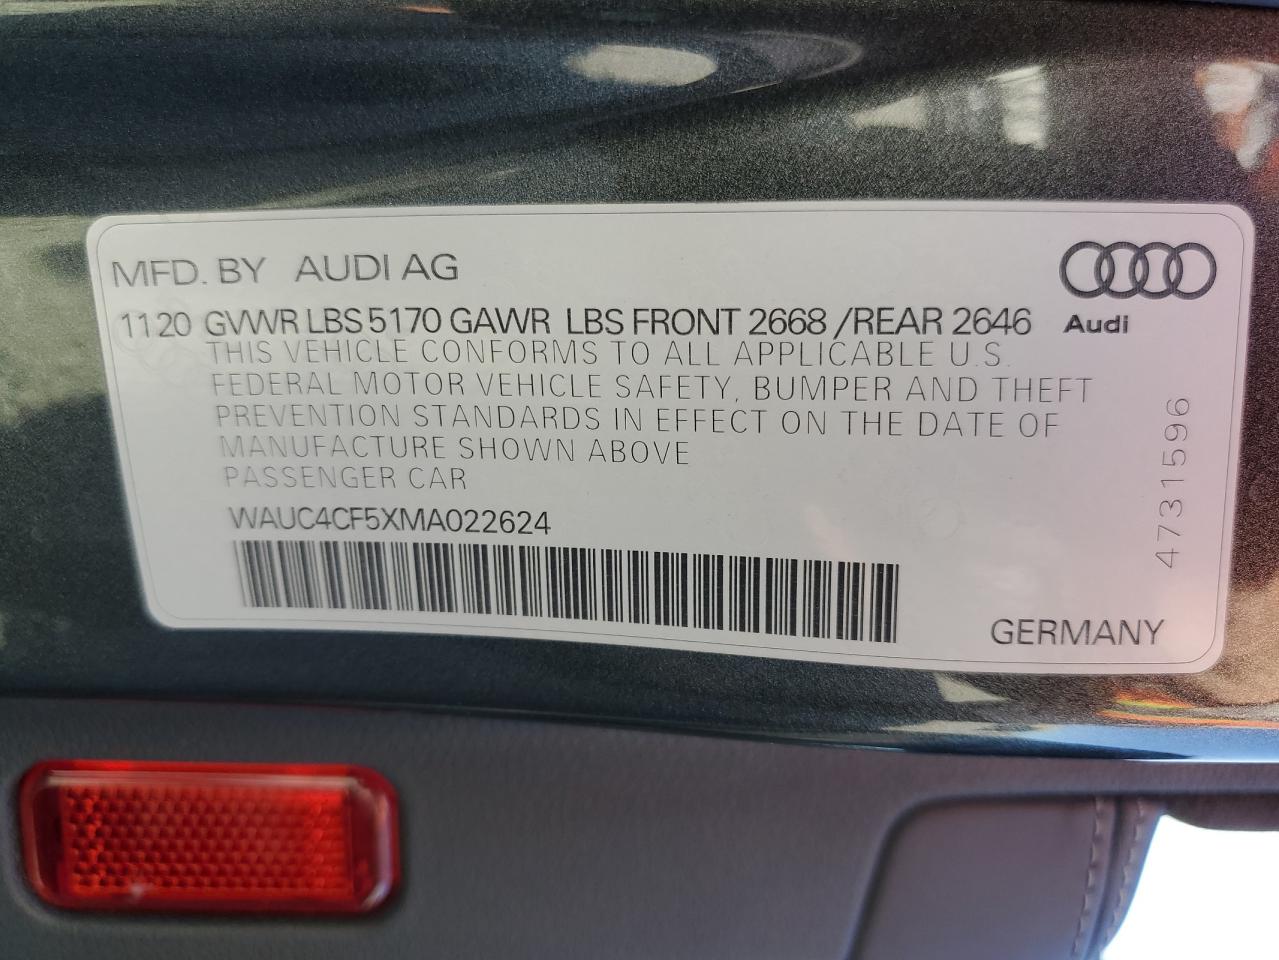 MFD. BY AUDI AG
1120 GVWR LBS 5170 GAWR LBS FRONT 2668 /REAR 2646
Audi
THIS VEHICLE CONFORMS TO ALL APPLICABLE U.S.
FEDERAL MOTOR VEHICLE SAFETY, BUMPER AND THEFT
PREVENTION STANDARDS IN EFFECT ON THE DATE OF
MANUFACTURE SHOWN ABOVE
PASSENGER CAR
WAUC4CF5XMA022624
4731596
GERMANY